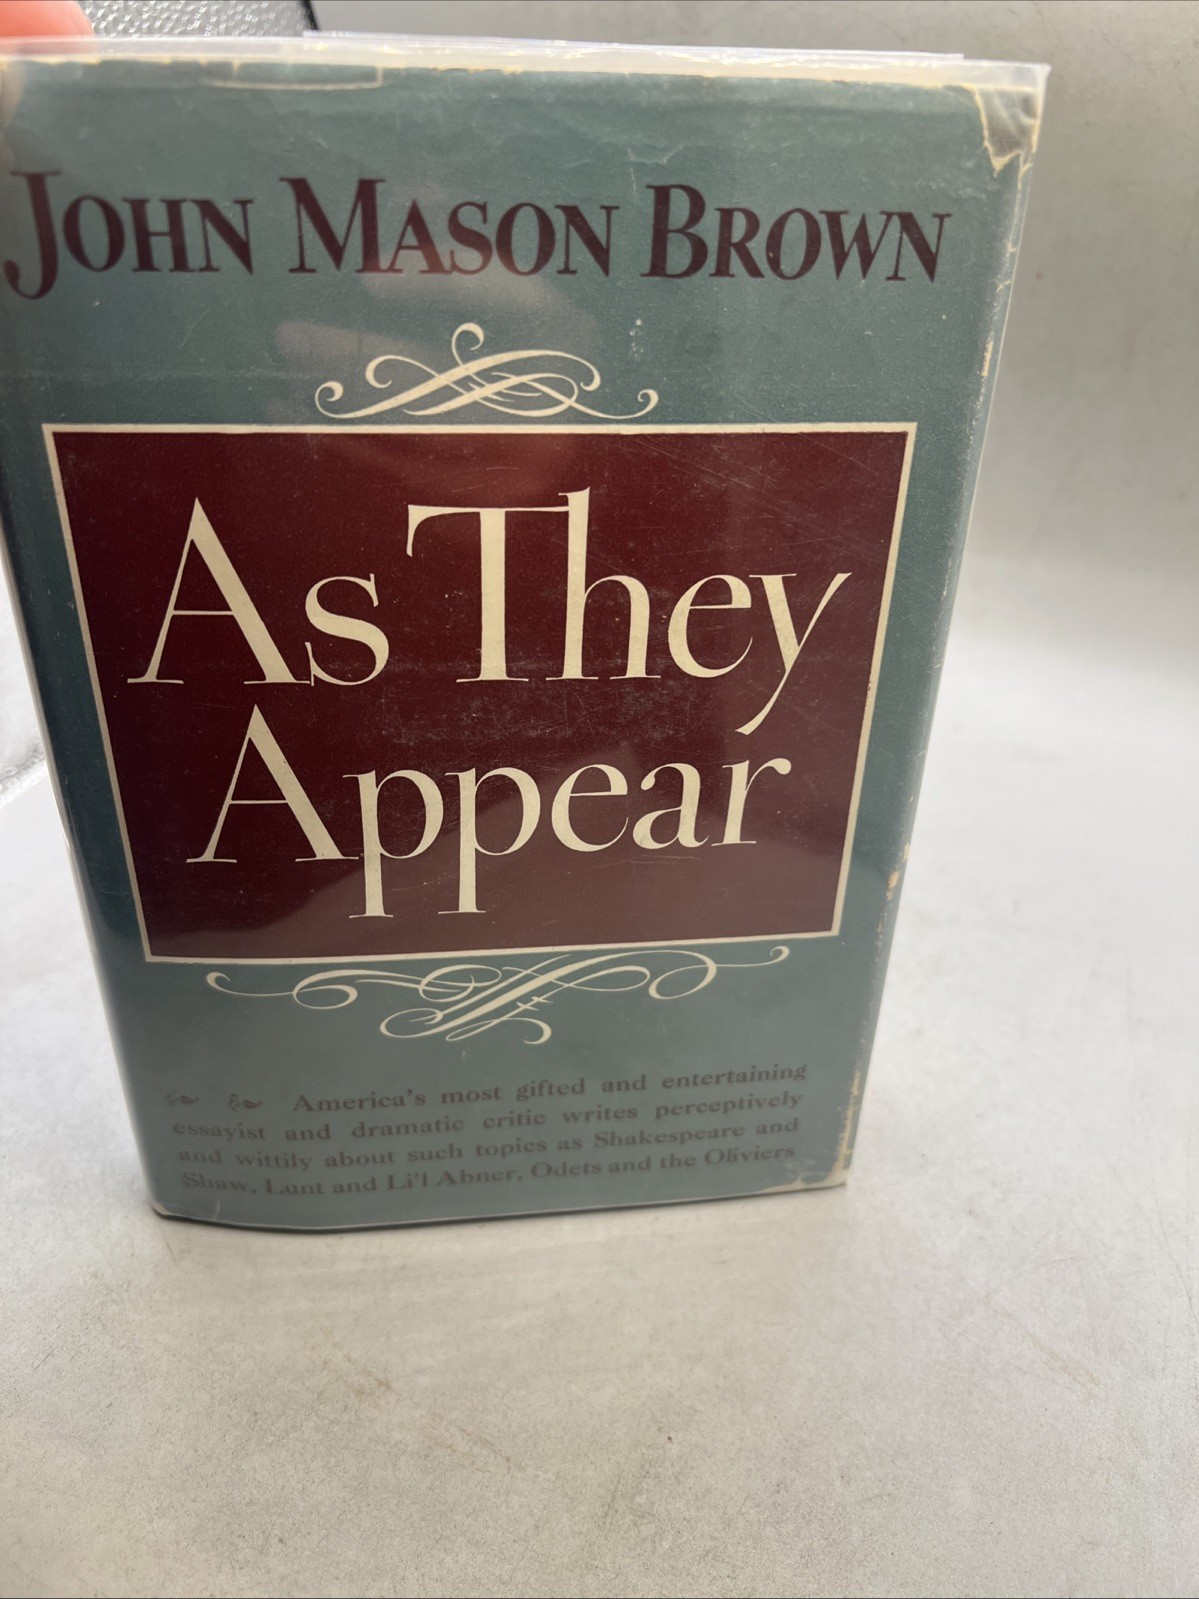 JOHN MASON BROWN
As They
Appear
America's most gifted and entertaining
essayist and dramatic critic writes perceptively
and wittily about such topics as Shakespeare and
Shaw, Lunt and Li'l Abner, Odets and the Oliviers